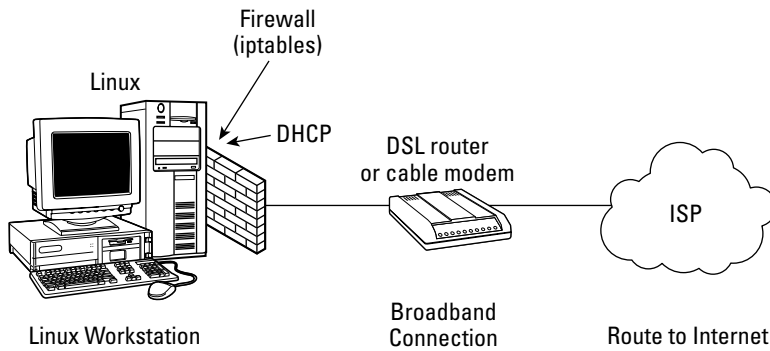 Firewall
(iptables)
Linux
DHCP
DSL router
or cable modem
ISP
Linux Workstation
Broadband
Connection
Route to Internet